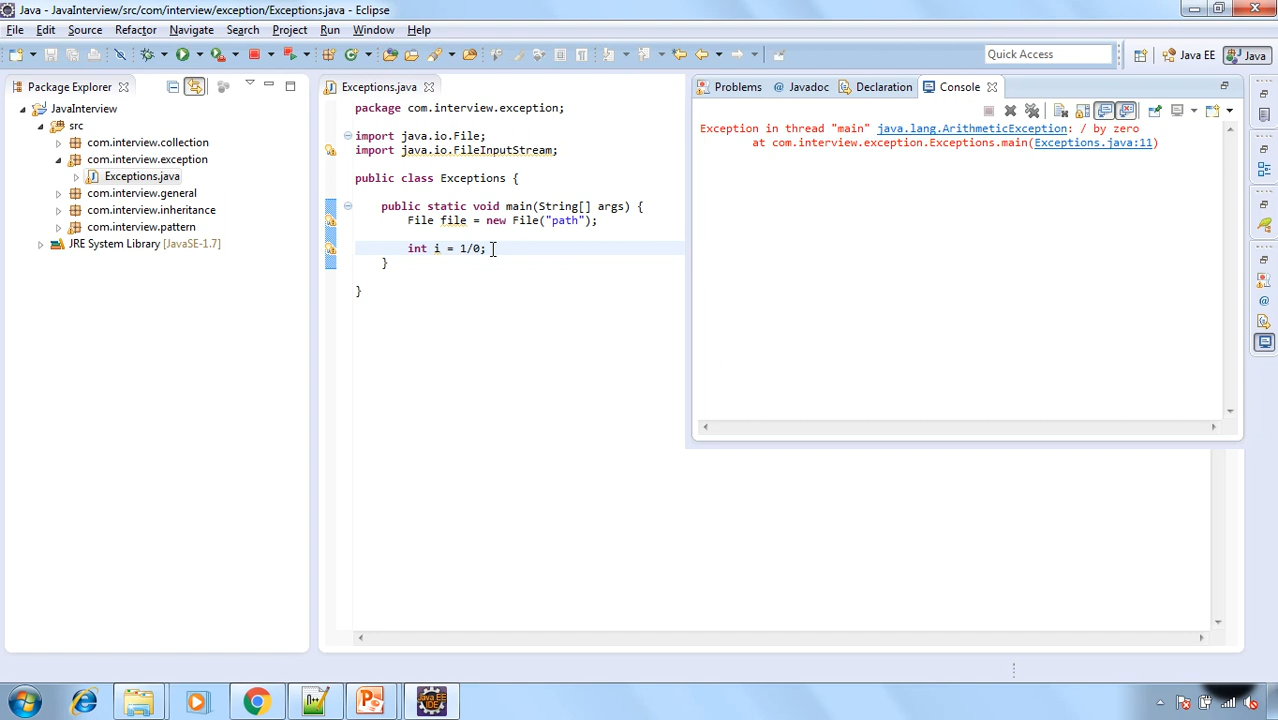 Java - JavaInterview/src/com/interview/exception/Exceptions.java - Eclipse
File Edit Source Refactor Navigate Search Project Run Window Help
Quick Access
Java EE
Java
Package Explorer
JavaInterview
src
com.interview.collection
com.interview.exception
Exceptions.java
com.interview.general
com.interview.inheritance
com.interview.pattern
JRE System Library [JavaSE-1.7]
Exceptions.java
package com.interview.exception;
import java.io.File;
import java.io.FileInputStream;
public class Exceptions {
public static void main(String[] args) {
File file = new File("path");
int i = 1/0;
}
}
Problems @ Javadoc Declaration Console
Exception in thread "main" java.lang.ArithmeticException: / by zero
at com.interview.exception.Exceptions.main(Exceptions.java:11)
Java EE
IDE